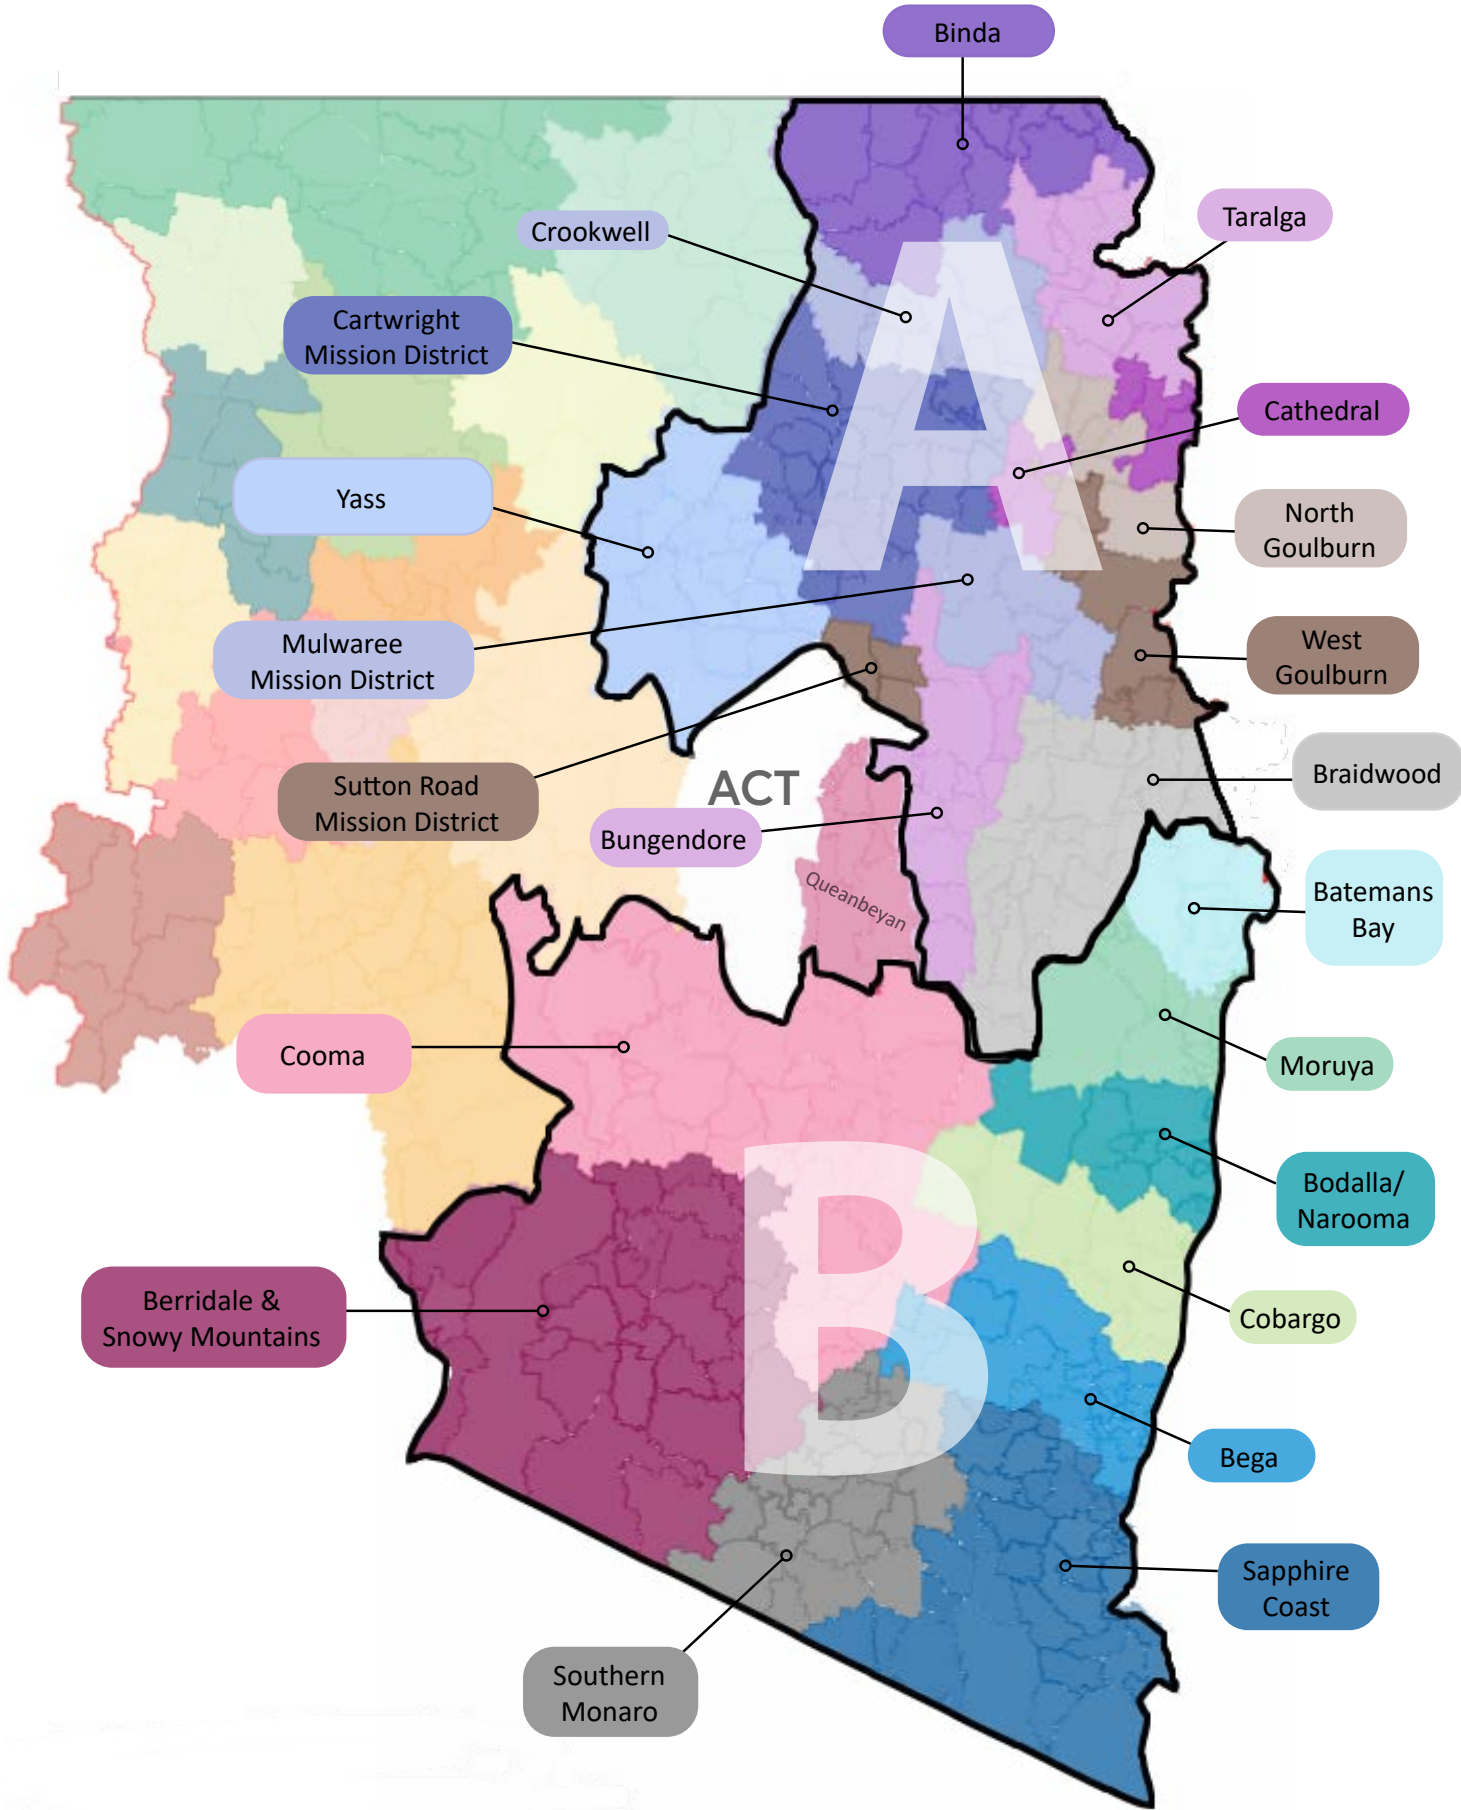 Binda
Taralga
Crookwell
Cartwright
Mission District
A
Cathedral
Yass
North
Goulburn
Mulwaree
Mission District
West
Goulburn
Sutton Road
Mission District
ACT
Braidwood
Bungendore
Queanbeyan
Batemans
Bay
Cooma
Moruya
Bodalla/
Narooma
B
Berridale &
Snowy Mountains
Cobargo
Bega
Sapphire
Coast
Southern
Monaro